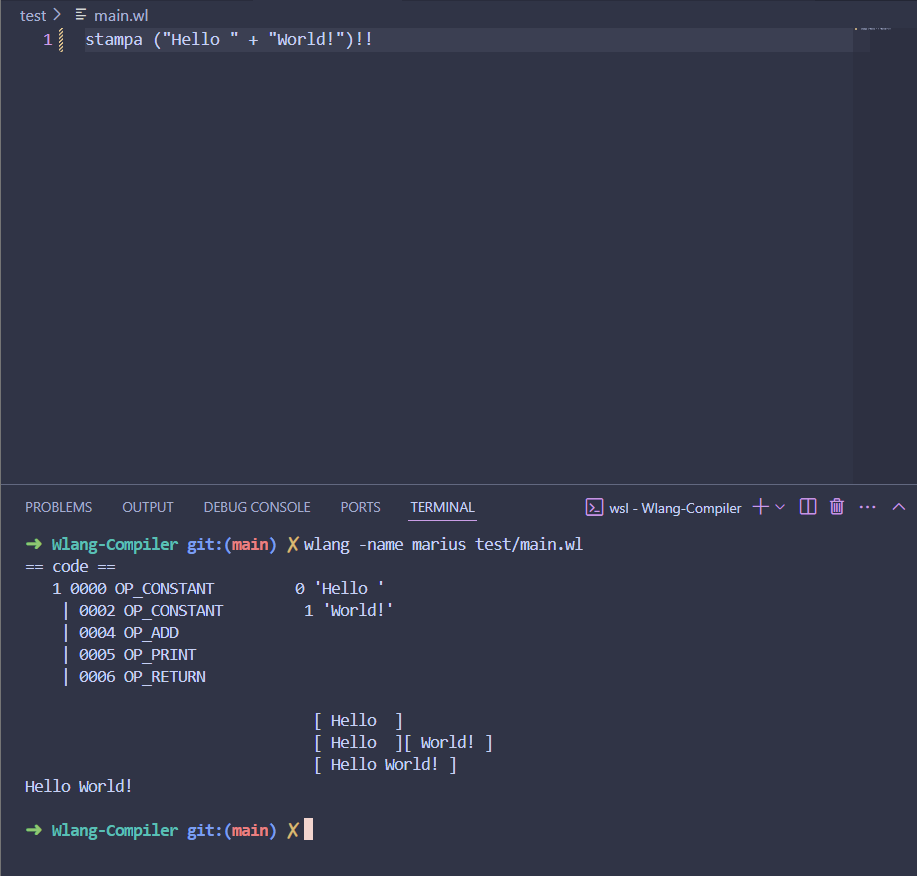 test > main.wl
1 stampa ("Hello " + "World!")!!
PROBLEMS OUTPUT DEBUG CONSOLE PORTS TERMINAL wsl - Wlang-Compiler
➜ Wlang-Compiler git:(main) ✗ wlang -name marius test/main.wl
== code ==
   1 0000 OP_CONSTANT         0 'Hello '
    | 0002 OP_CONSTANT         1 'World!'
    | 0004 OP_ADD
    | 0005 OP_PRINT
    | 0006 OP_RETURN
[ Hello  ]
[ Hello  ][ World! ]
[ Hello World! ]
Hello World!
➜ Wlang-Compiler git:(main) ✗